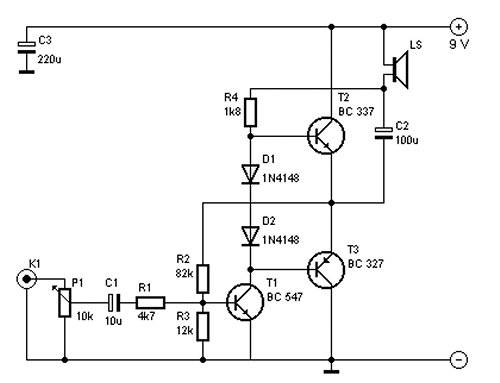 C3
220u
LS
+
9 V
R4
1k8
T2
BC 337
C2
100u
D1
1N4148
D2
1N4148
R2
82k
T3
BC 327
K1
P1
10k
C1
10u
R1
4k7
T1
BC 547
R3
12k